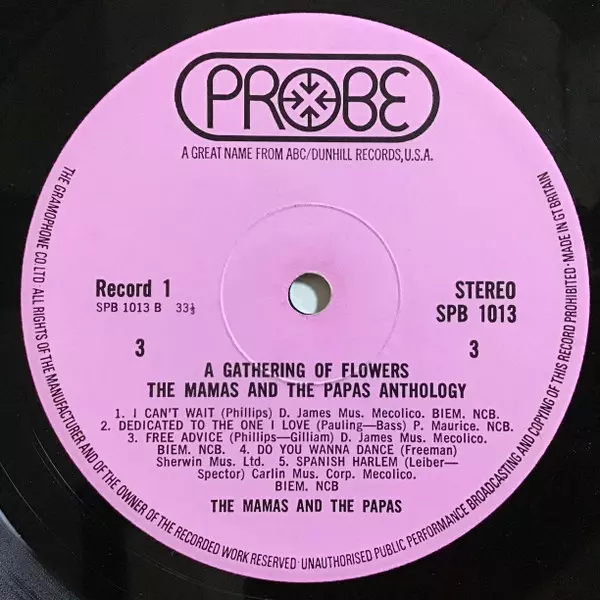 PROBE
A GREAT NAME FROM ABC/DUNHILL RECORDS, U.S.A.
Record 1
SPB 1013 B 33⅓
STEREO
SPB 1013
3
3
A GATHERING OF FLOWERS
THE MAMAS AND THE PAPAS ANTHOLOGY
1. I CAN'T WAIT (Phillips) D. James Mus. Mecolico. BIEM. NCB.
2. DEDICATED TO THE ONE I LOVE (Pauling—Bass) P. Maurice. NCB.
3. FREE ADVICE (Phillips—Gilliam) D. James Mus. Mecolico.
BIEM. NCB. 4. DO YOU WANNA DANCE (Freeman)
Sherwin Mus. Ltd. 5. SPANISH HARLEM (Leiber—
Spector) Carlin Mus. Corp. Mecolico.
BIEM. NCB
THE MAMAS AND THE PAPAS
THE GRAMOPHONE CO. LTD · ALL RIGHTS OF THE MANUFACTURER AND OF THE OWNER OF THE RECORDED WORK RESERVED · UNAUTHORISED PUBLIC PERFORMANCE BROADCASTING AND COPYING OF THIS RECORD PROHIBITED · MADE IN GT BRITAIN